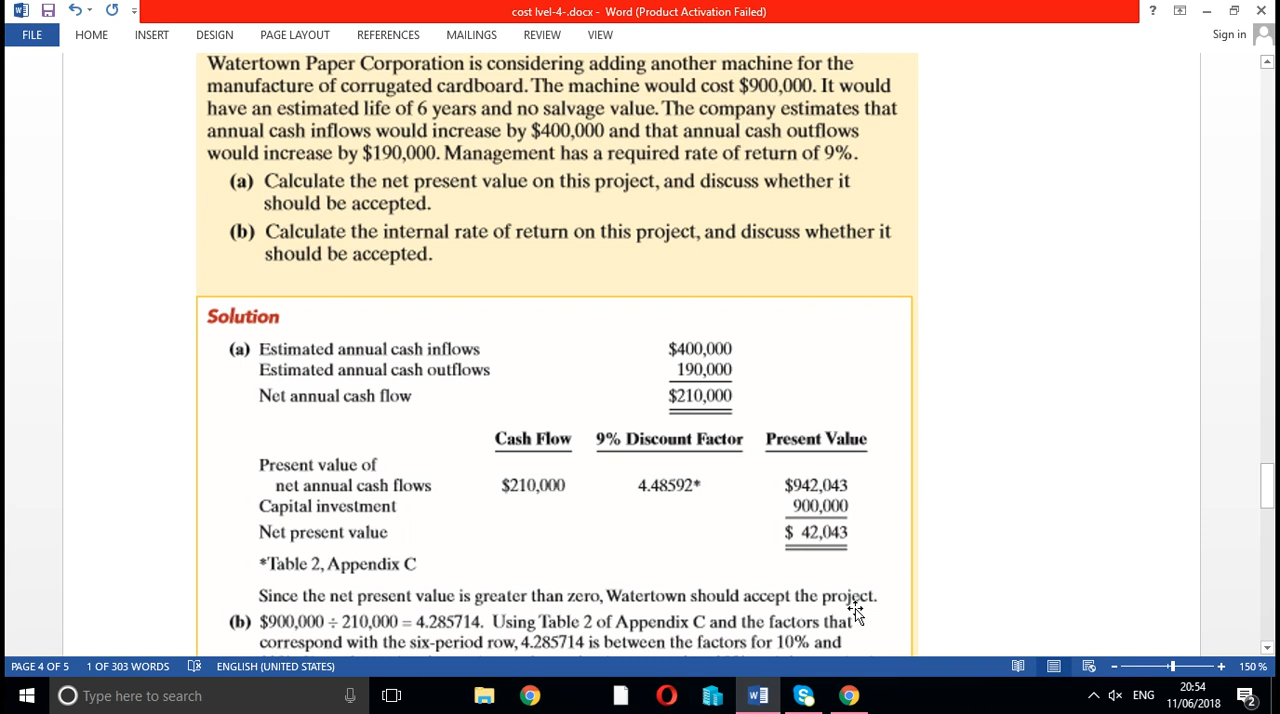 cost lvel-4-.docx - Word (Product Activation Failed)
FILE HOME INSERT DESIGN PAGE LAYOUT REFERENCES MAILINGS REVIEW VIEW Sign in
Watertown Paper Corporation is considering adding another machine for the
manufacture of corrugated cardboard. The machine would cost $900,000. It would
have an estimated life of 6 years and no salvage value. The company estimates that
annual cash inflows would increase by $400,000 and that annual cash outflows
would increase by $190,000. Management has a required rate of return of 9%.
(a) Calculate the net present value on this project, and discuss whether it
should be accepted.
(b) Calculate the internal rate of return on this project, and discuss whether it
should be accepted.
Solution
(a) Estimated annual cash inflows $400,000
Estimated annual cash outflows 190,000
Net annual cash flow $210,000
Cash Flow 9% Discount Factor Present Value
Present value of
net annual cash flows $210,000 4.48592* $942,043
Capital investment 900,000
Net present value $ 42,043
*Table 2, Appendix C
Since the net present value is greater than zero, Watertown should accept the project.
(b) $900,000 ÷ 210,000 = 4.285714. Using Table 2 of Appendix C and the factors that
correspond with the six-period row, 4.285714 is between the factors for 10% and
PAGE 4 OF 5 1 OF 303 WORDS ENGLISH (UNITED STATES) 150 %
Type here to search ENG 20:54
11/06/2018 2